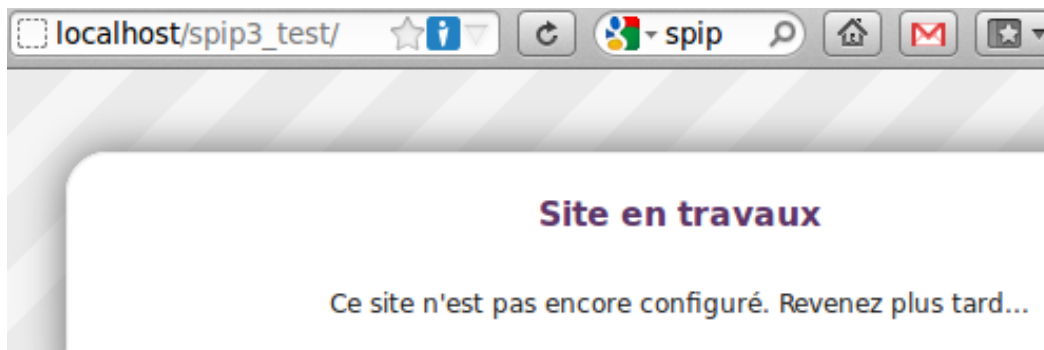 localhost/spip3_test/ spip
Site en travaux
Ce site n'est pas encore configuré. Revenez plus tard...